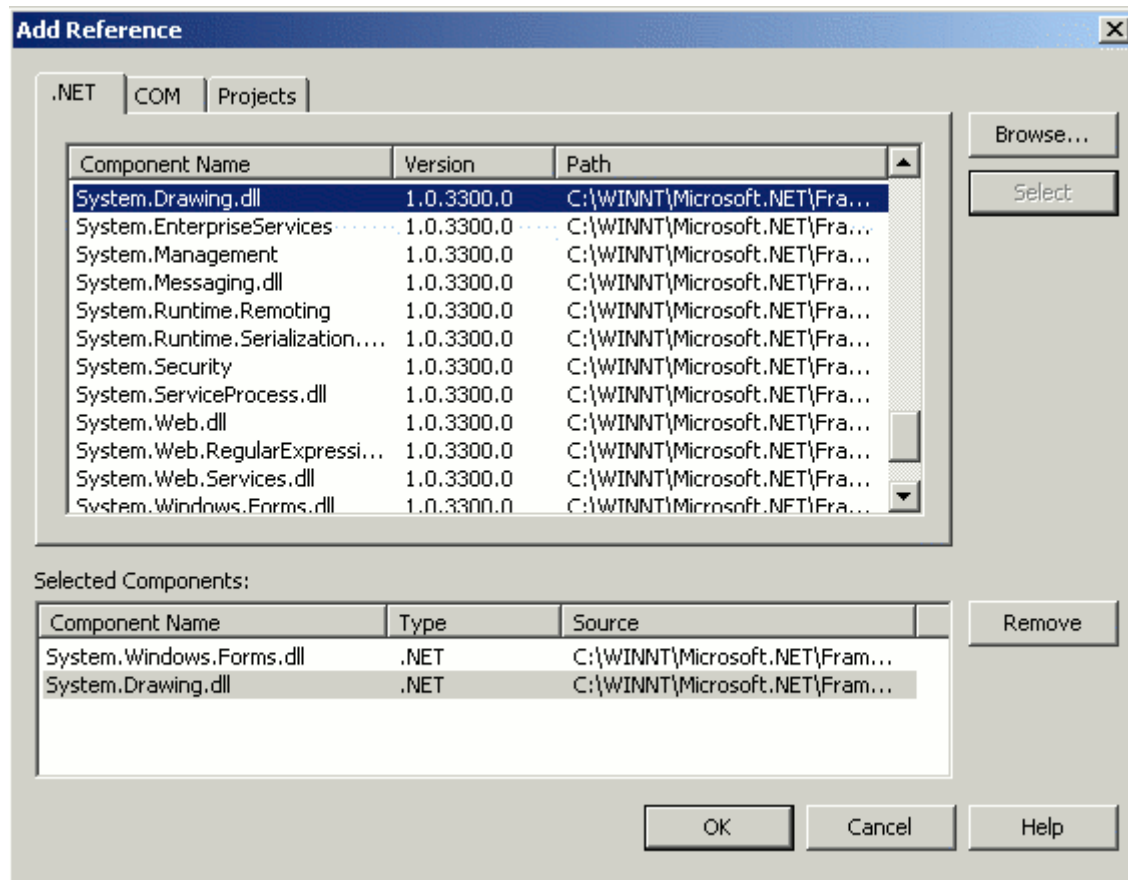 Add Reference
.NET COM Projects
Browse...
Select
Component Name Version Path
System.Drawing.dll 1.0.3300.0 C:\WINNT\Microsoft.NET\Fra...
System.EnterpriseServices 1.0.3300.0 C:\WINNT\Microsoft.NET\Fra...
System.Management 1.0.3300.0 C:\WINNT\Microsoft.NET\Fra...
System.Messaging.dll 1.0.3300.0 C:\WINNT\Microsoft.NET\Fra...
System.Runtime.Remoting 1.0.3300.0 C:\WINNT\Microsoft.NET\Fra...
System.Runtime.Serialization.... 1.0.3300.0 C:\WINNT\Microsoft.NET\Fra...
System.Security 1.0.3300.0 C:\WINNT\Microsoft.NET\Fra...
System.ServiceProcess.dll 1.0.3300.0 C:\WINNT\Microsoft.NET\Fra...
System.Web.dll 1.0.3300.0 C:\WINNT\Microsoft.NET\Fra...
System.Web.RegularExpressi... 1.0.3300.0 C:\WINNT\Microsoft.NET\Fra...
System.Web.Services.dll 1.0.3300.0 C:\WINNT\Microsoft.NET\Fra...
System.Windows.Forms.dll 1.0.3300.0 C:\WINNT\Microsoft.NET\Fra...
Selected Components:
Component Name Type Source
Remove
System.Windows.Forms.dll .NET C:\WINNT\Microsoft.NET\Fram...
System.Drawing.dll .NET C:\WINNT\Microsoft.NET\Fram...
OK Cancel Help